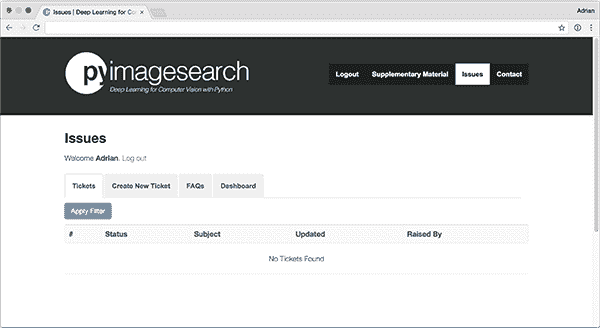 Issues | Deep Learning for Co
Adrian
pyimagesearch
Deep Learning for Computer Vision with Python
Logout Supplementary Material Issues Contact
Issues
Welcome Adrian. Log out
Tickets Create New Ticket FAQs Dashboard
Apply Filter
# Status Subject Updated Raised By
No Tickets Found